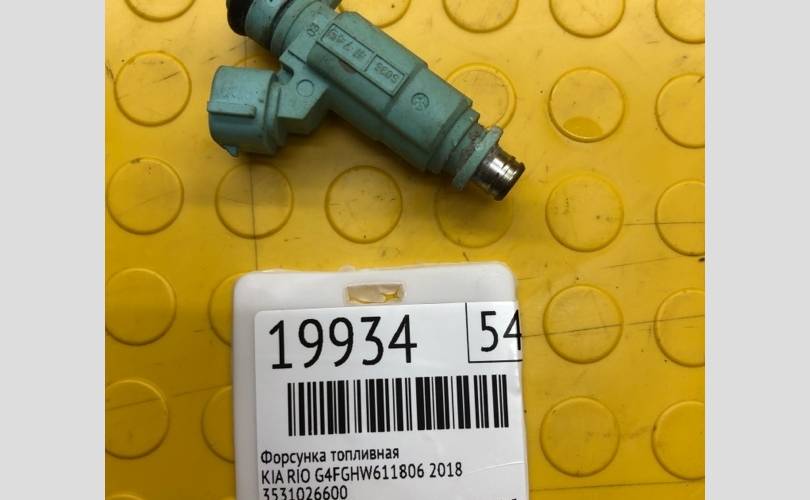 19934 54
Форсунка топливная
KIA RIO G4FGHW611806 2018
3531026600